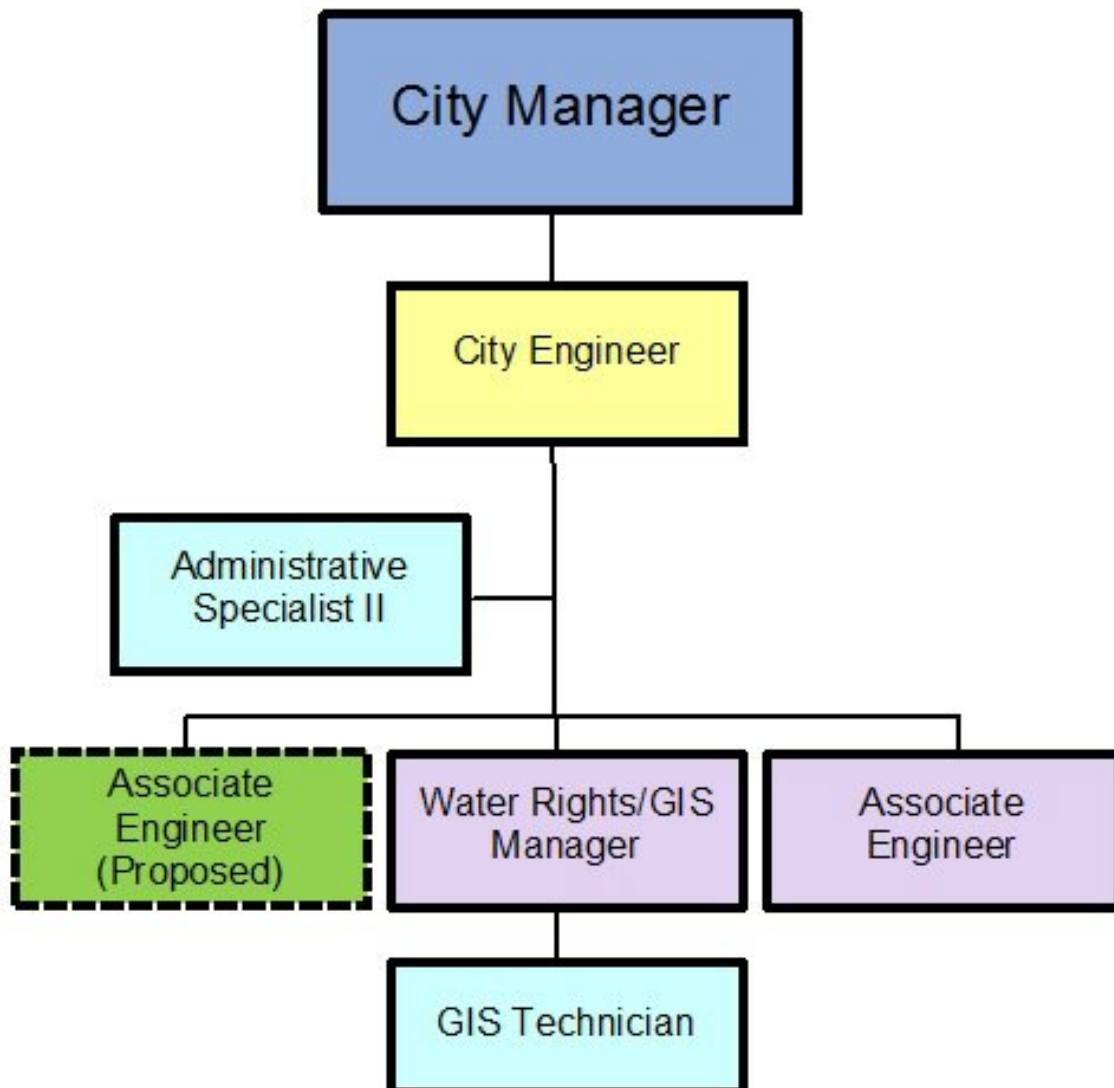 City Manager
City Engineer
Administrative
Specialist II
Associate
Engineer
(Proposed)
Water Rights/GIS
Manager
Associate
Engineer
GIS Technician